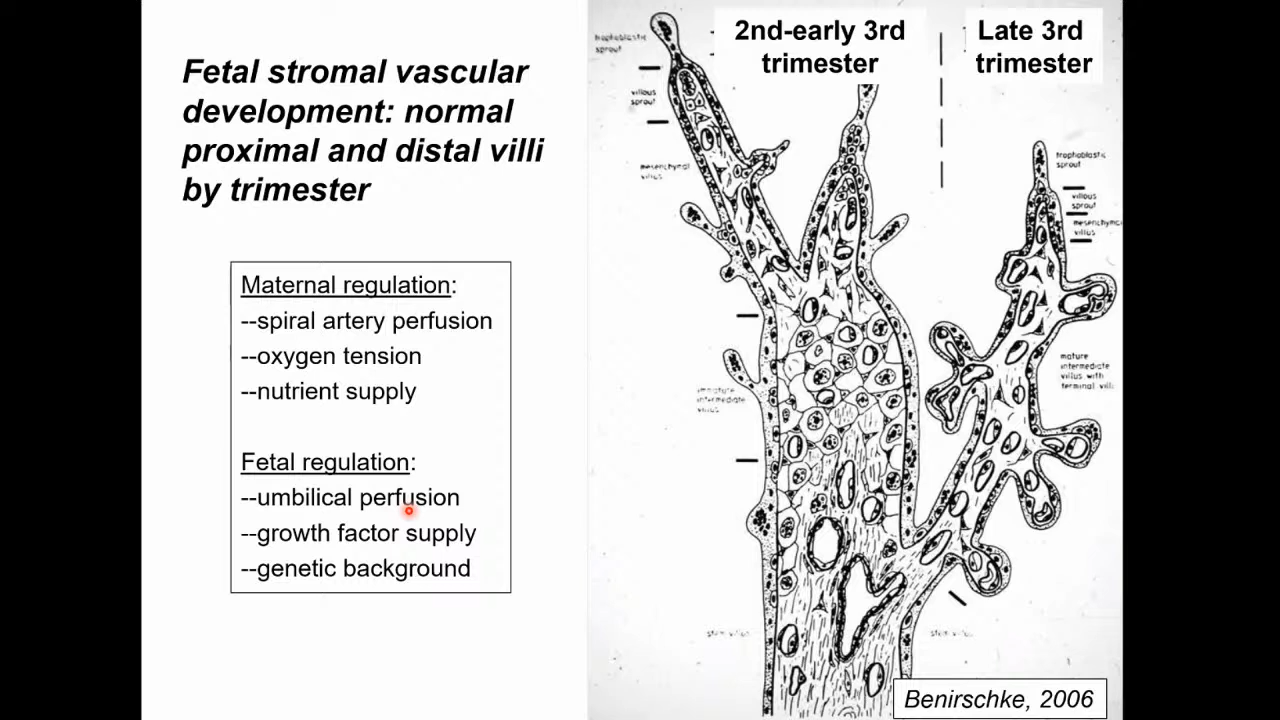 Fetal stromal vascular
development: normal
proximal and distal villi
by trimester
Maternal regulation:
--spiral artery perfusion
--oxygen tension
--nutrient supply
Fetal regulation:
--umbilical perfusion
--growth factor supply
--genetic background
2nd-early 3rd
trimester
Late 3rd
trimester
trophoblastic
sprout
villous
sprout
mesenchymal
villus
immature
intermediate
villus
stem villus
trophoblastic
sprout
villous
sprout
mesenchymal
villus
mature
intermediate
villus with
terminal villi
stem villus
Benirschke, 2006